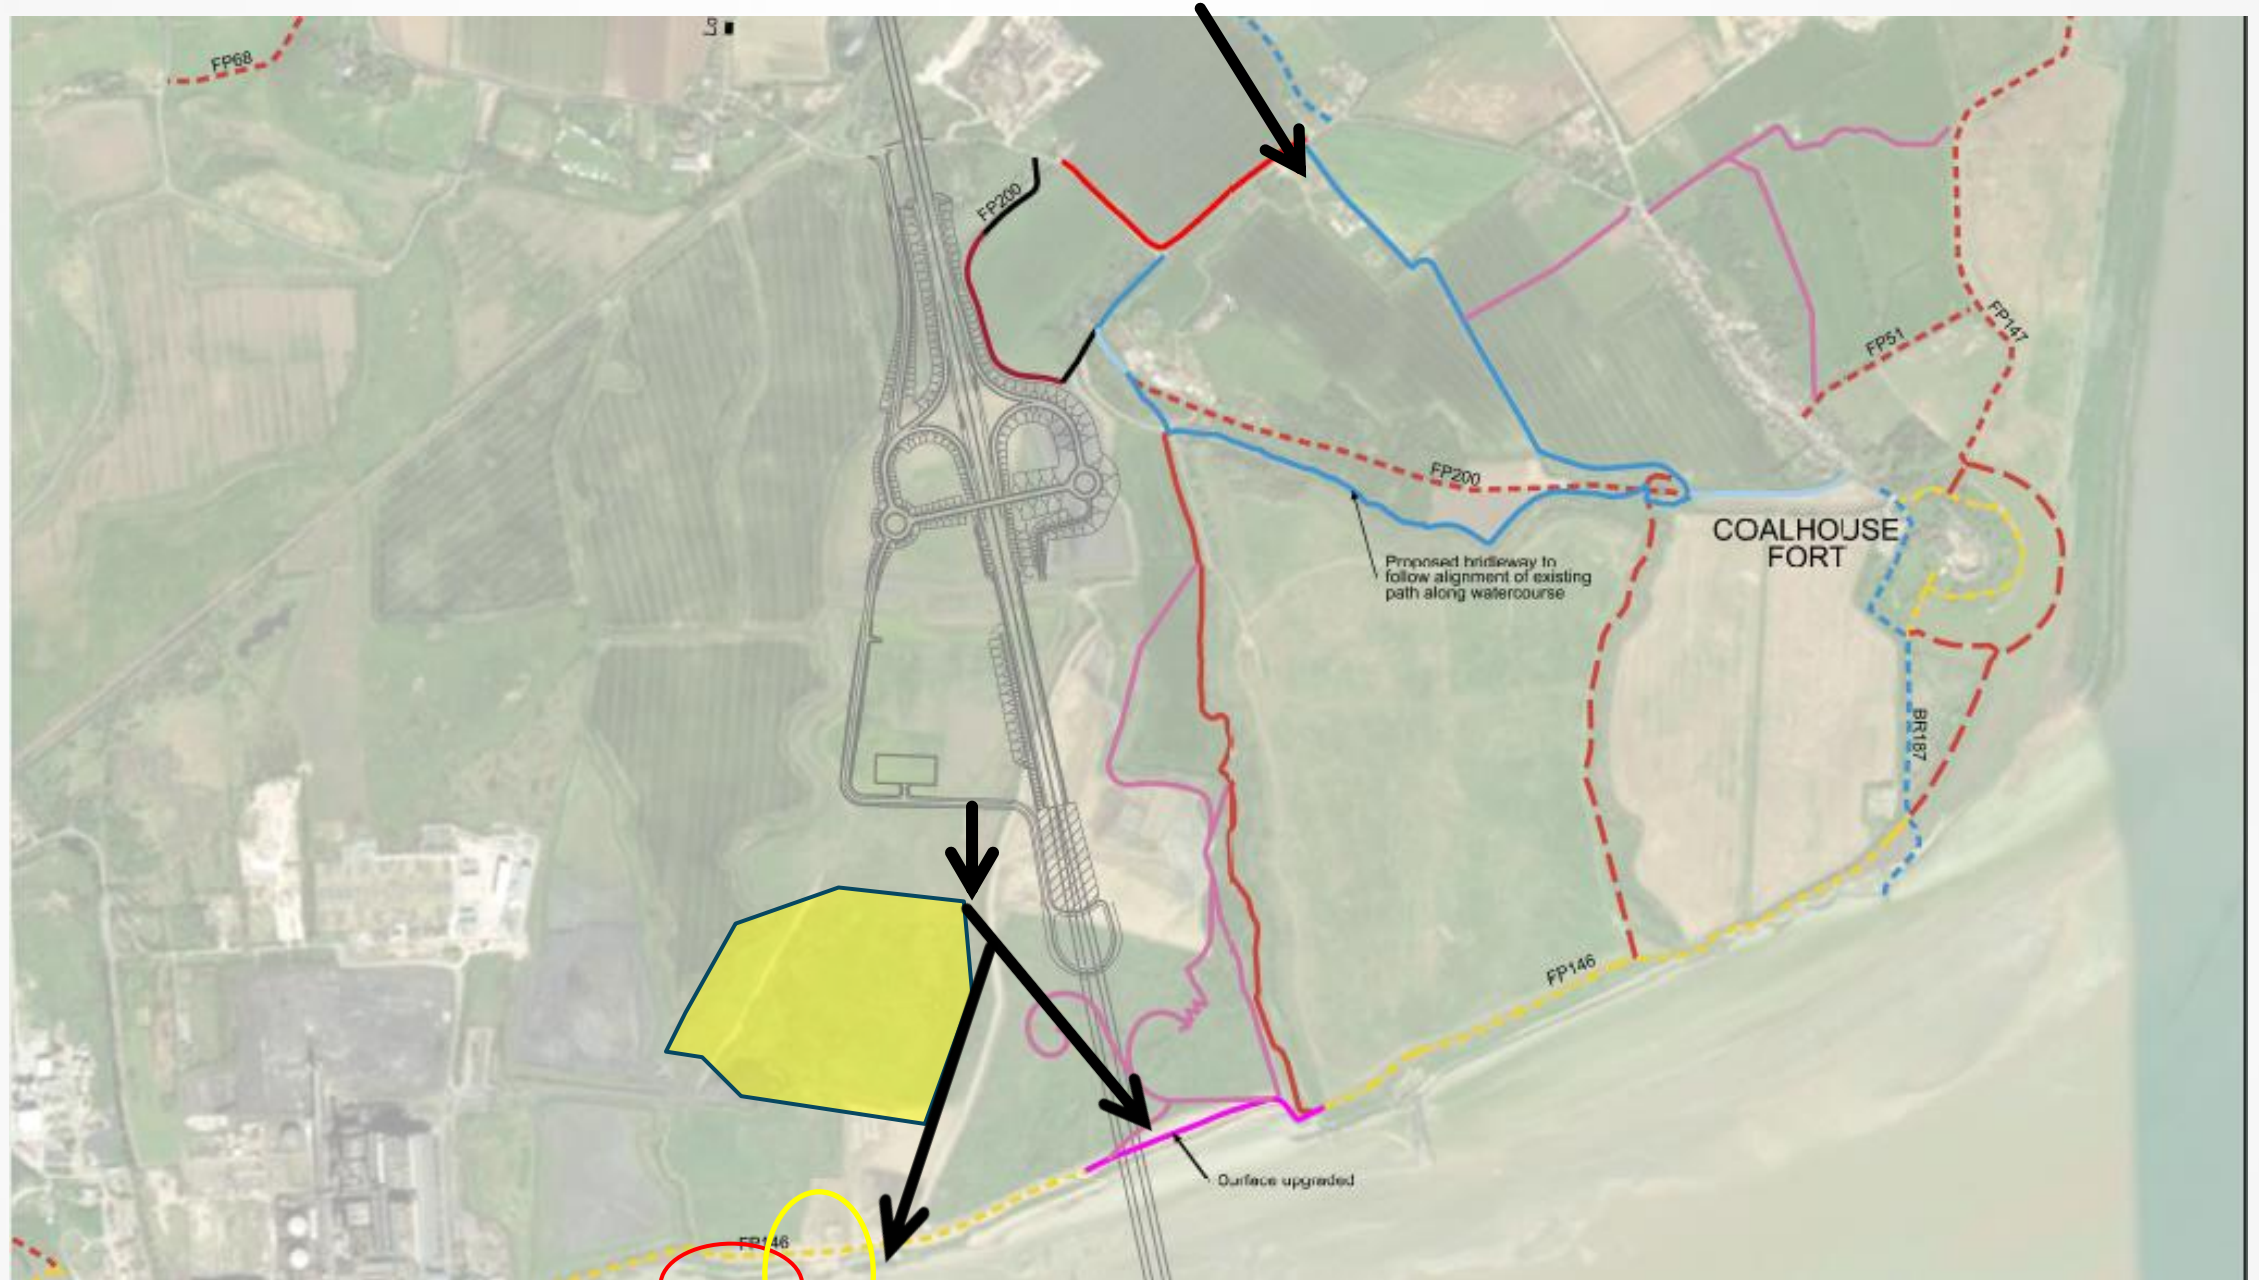 FP68
FP200
FP147
FP51
FP200
COALHOUSE
FORT
Proposed bridleway to
follow alignment of existing
path along watercourse
BR187
FP146
Surface upgraded
FP146